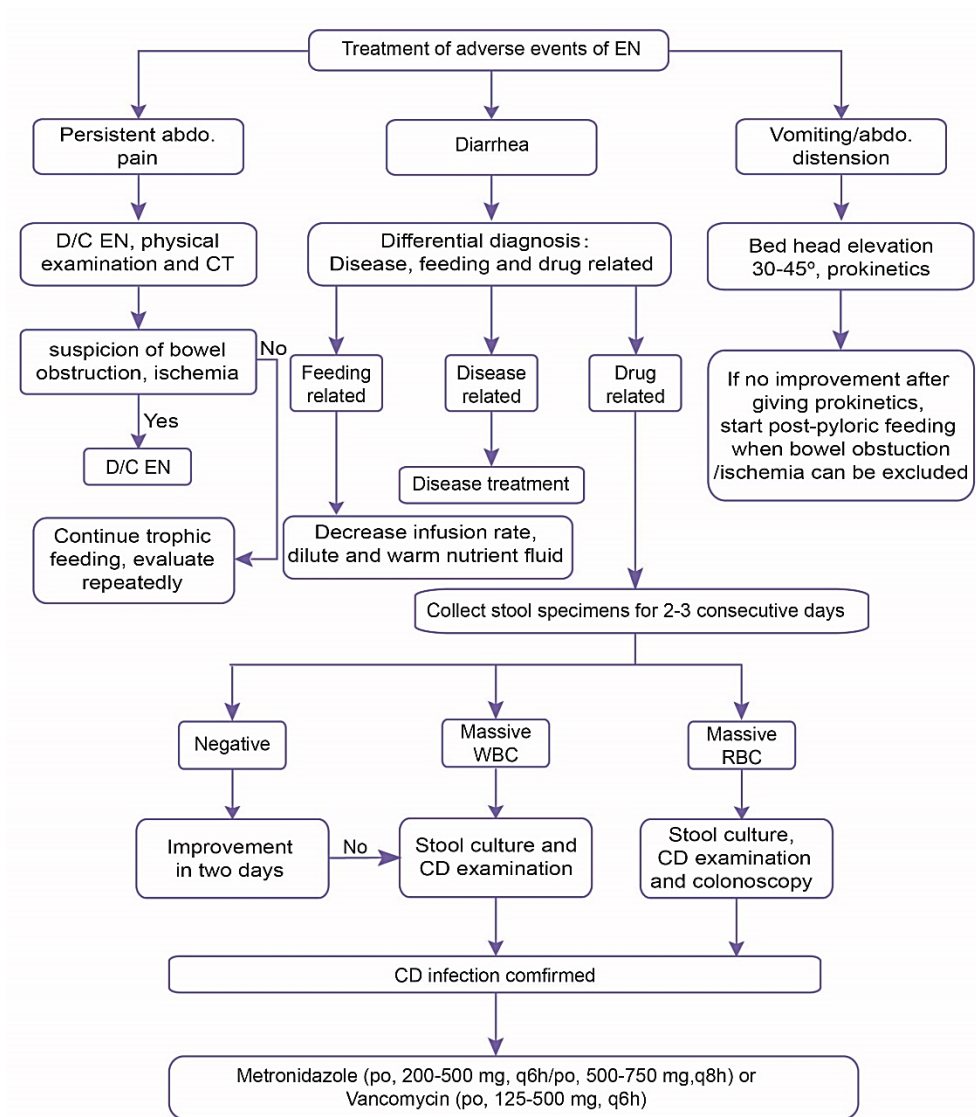 Treatment of adverse events of EN
Persistent abdo.
pain
Diarrhea
Vomiting/abdo.
distension
D/C EN, physical
examination and CT
Differential diagnosis:
Disease, feeding and drug related
Bed head elevation
30-45º, prokinetics
suspicion of bowel
obstruction, ischemia
No
Yes
D/C EN
Continue trophic
feeding, evaluate
repeatedly
Feeding
related
Disease
related
Drug
related
If no improvement after
giving prokinetics,
start post-pyloric feeding
when bowel obstuction
/ischemia can be excluded
Disease treatment
Decrease infusion rate,
dilute and warm nutrient fluid
Collect stool specimens for 2-3 consecutive days
Negative
Massive
WBC
Massive
RBC
Improvement
in two days
No
Stool culture and
CD examination
Stool culture,
CD examination
and colonoscopy
CD infection comfirmed
Metronidazole (po, 200-500 mg, q6h/po, 500-750 mg,q8h) or
Vancomycin (po, 125-500 mg, q6h)